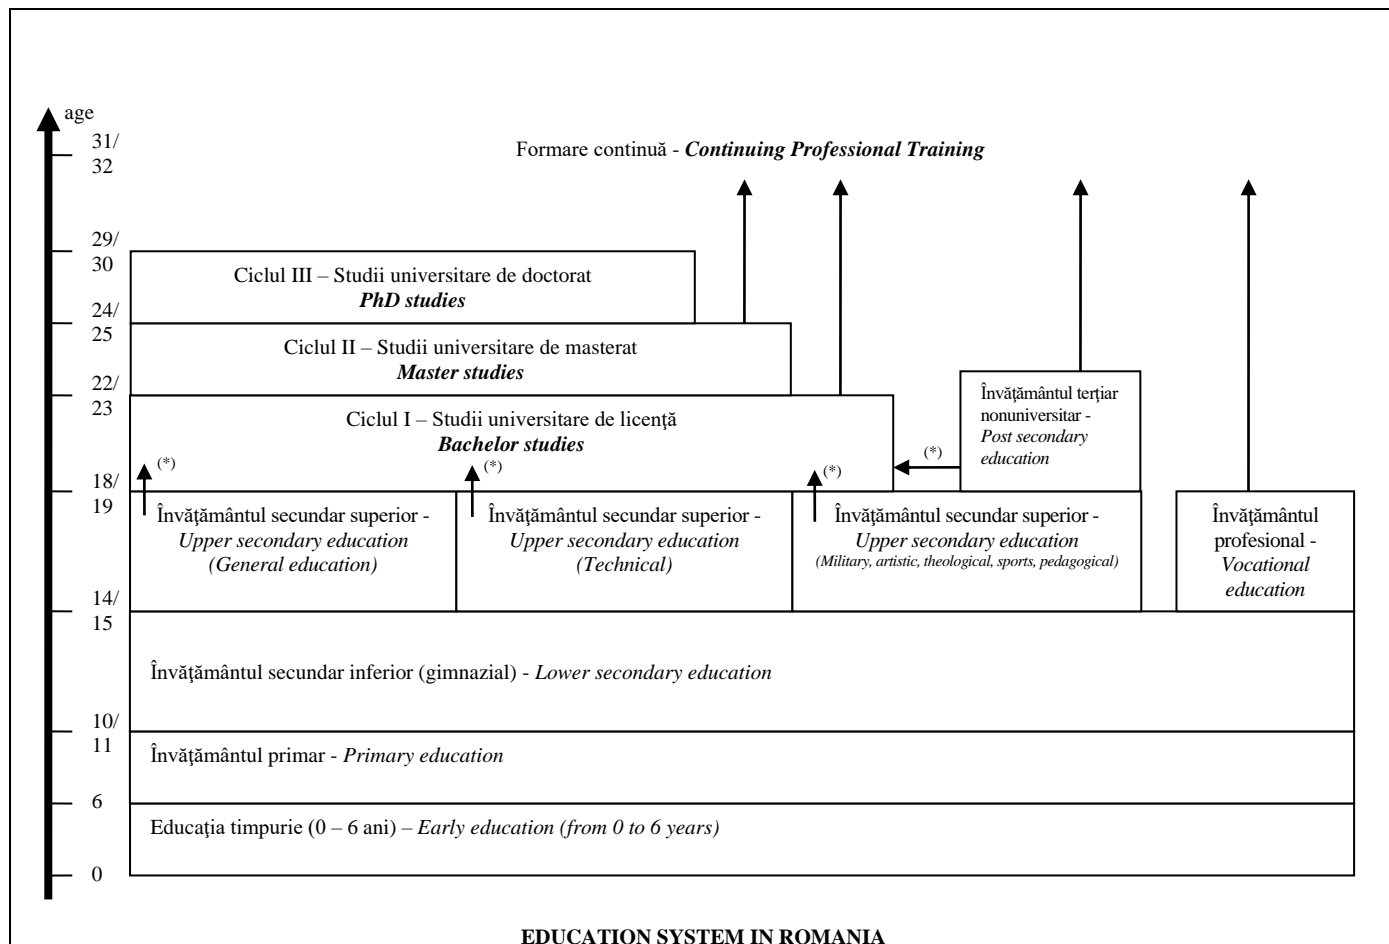 age
31/
32
Formare continuă - Continuing Professional Training
29/
30
Ciclul III – Studii universitare de doctorat
PhD studies
24/
25
Ciclul II – Studii universitare de masterat
Master studies
22/
23
Ciclul I – Studii universitare de licenţă
Bachelor studies
Învăţământul terţiar
nonuniversitar -
Post secondary
education
(*)
(*)
(*)
(*)
18/
19
Învăţământul secundar superior -
Upper secondary education
(General education)
Învăţământul secundar superior -
Upper secondary education
(Technical)
Învăţământul secundar superior -
Upper secondary education
(Military, artistic, theological, sports, pedagogical)
Învăţământul
profesional -
Vocational
education
14/
15
Învăţământul secundar inferior (gimnazial) - Lower secondary education
10/
11
Învăţământul primar - Primary education
6
Educaţia timpurie (0 – 6 ani) – Early education (from 0 to 6 years)
0
EDUCATION SYSTEM IN ROMANIA